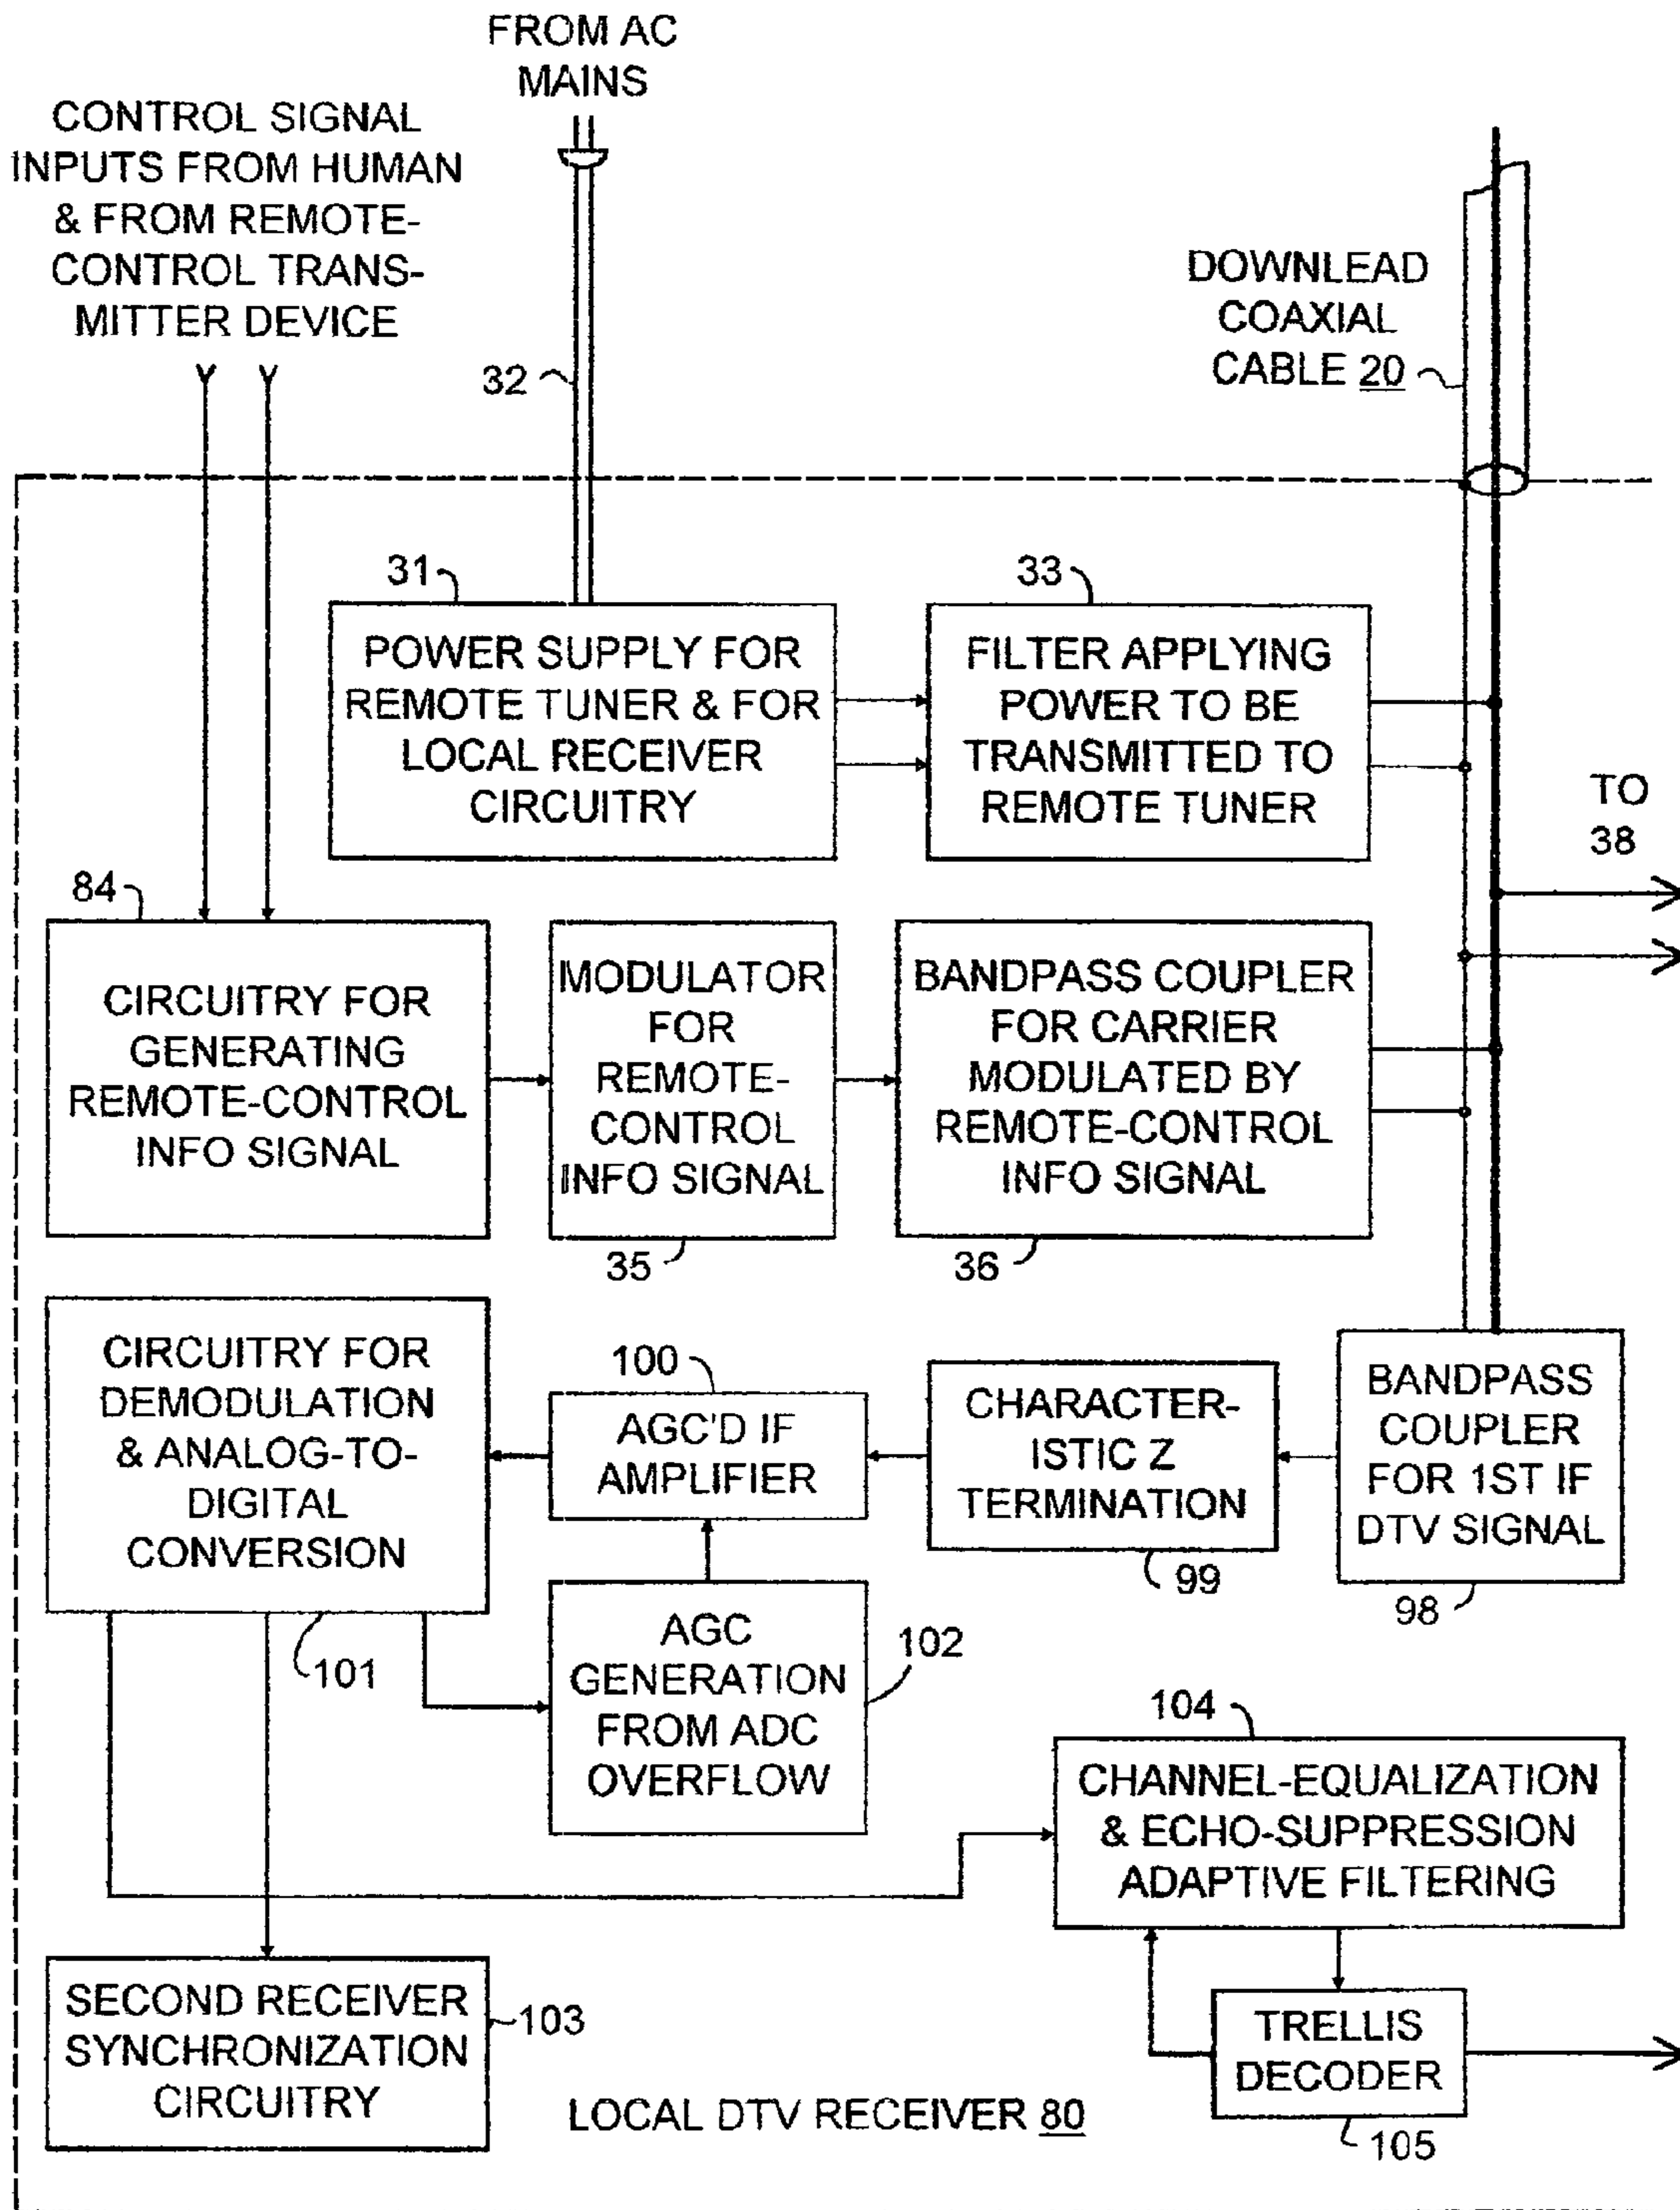 FROM AC
MAINS
CONTROL SIGNAL
INPUTS FROM HUMAN
& FROM REMOTE-
CONTROL TRANS-
MITTER DEVICE
32
DOWNLEAD
COAXIAL
CABLE 20
31
POWER SUPPLY FOR
REMOTE TUNER & FOR
LOCAL RECEIVER
CIRCUITRY
33
FILTER APPLYING
POWER TO BE
TRANSMITTED TO
REMOTE TUNER
TO
38
84
CIRCUITRY FOR
GENERATING
REMOTE-CONTROL
INFO SIGNAL
MODULATOR
FOR
REMOTE-
CONTROL
INFO SIGNAL
35
BANDPASS COUPLER
FOR CARRIER
MODULATED BY
REMOTE-CONTROL
INFO SIGNAL
36
CIRCUITRY FOR
DEMODULATION
& ANALOG-TO-
DIGITAL
CONVERSION
101
100
AGC'D IF
AMPLIFIER
CHARACTER-
ISTIC Z
TERMINATION
99
BANDPASS
COUPLER
FOR 1ST IF
DTV SIGNAL
98
AGC
GENERATION
FROM ADC
OVERFLOW
102
104
CHANNEL-EQUALIZATION
& ECHO-SUPPRESSION
ADAPTIVE FILTERING
SECOND RECEIVER
SYNCHRONIZATION
CIRCUITRY
103
TRELLIS
DECODER
105
LOCAL DTV RECEIVER 80